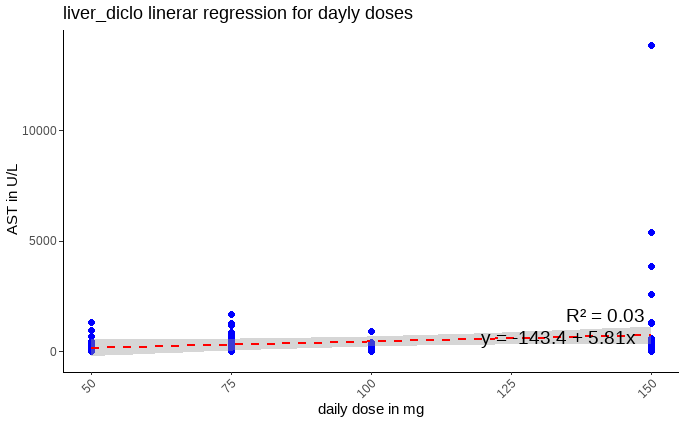 liver_diclo linerar regression for dayly doses
AST in U/L
10000
5000
0
R² = 0.03
y = -143.4 + 5.81x
50
75
100
125
150
daily dose in mg